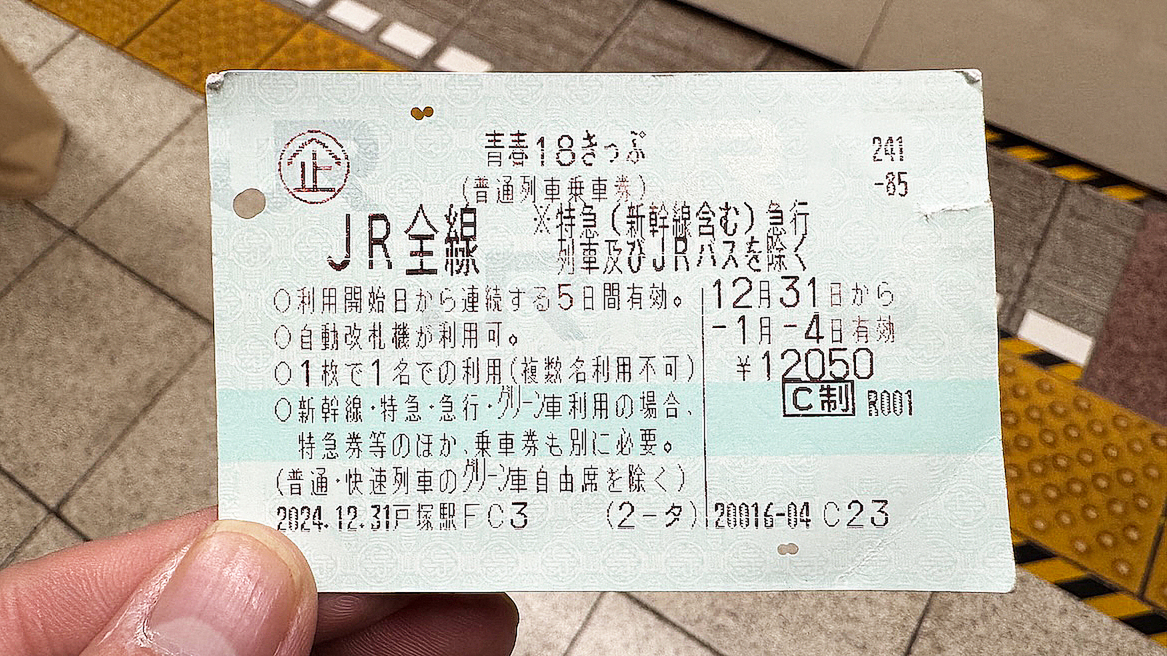 企
青春18きっぷ
241
-85
(普通列車乗車券)
JR全線
※特急(新幹線含む)急行
列車及びJRバスを除く
○利用開始日から連続する5日間有効。
12月31日から
○自動改札機が利用可。
-1月-4日有効
○1枚で1名での利用(複数名利用不可)
¥12050
○新幹線・特急・急行・グリーン車利用の場合、
C制 R001
特急券等のほか、乗車券も別に必要。
(普通・快速列車のグリーン車自由席を除く)
2024.12.31戸塚駅FC3 (2-タ) 20016-04 C23